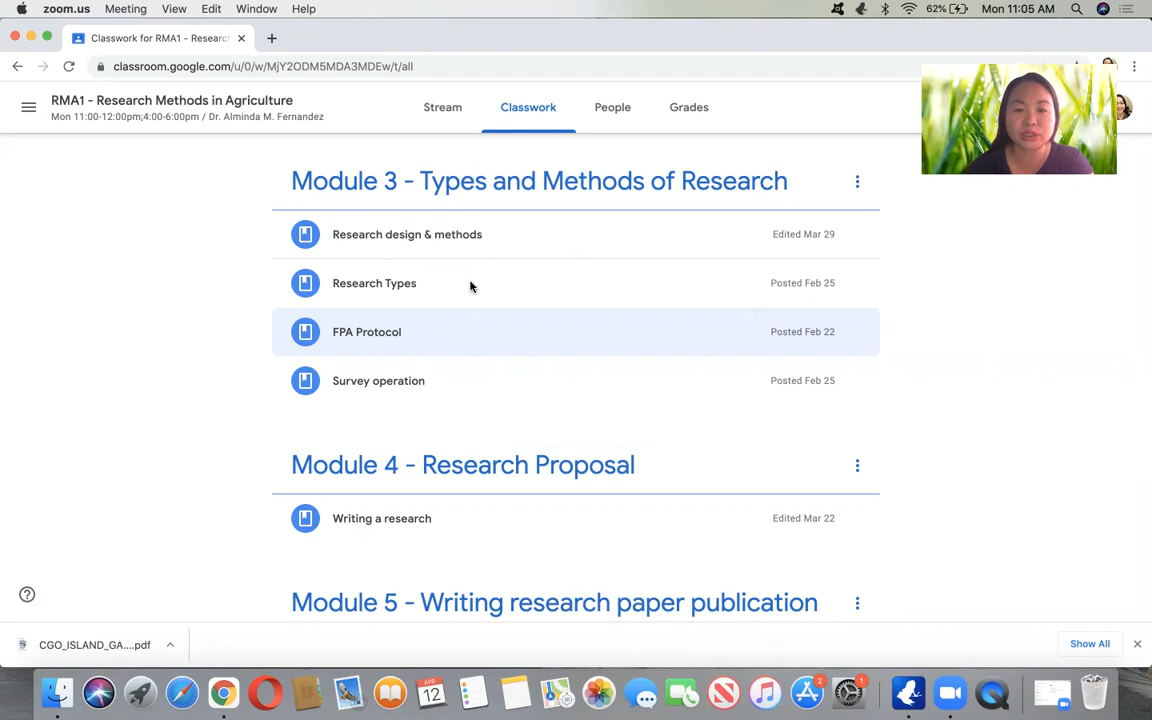 zoom.us Meeting View Edit Window Help 62% Mon 11:05 AM
Classwork for RMA1 - Researc
classroom.google.com/u/0/w/MjY2ODM5MDA3MDEw/t/all
RMA1 - Research Methods in Agriculture
Mon 11:00-12:00pm;4:00-6:00pm / Dr. Alminda M. Fernandez
Stream Classwork People Grades
Module 3 - Types and Methods of Research
Research design & methods Edited Mar 29
Research Types Posted Feb 25
FPA Protocol Posted Feb 22
Survey operation Posted Feb 25
Module 4 - Research Proposal
Writing a research Edited Mar 22
Module 5 - Writing research paper publication
CGO_ISLAND_GA....pdf Show All
APR
12
2
1